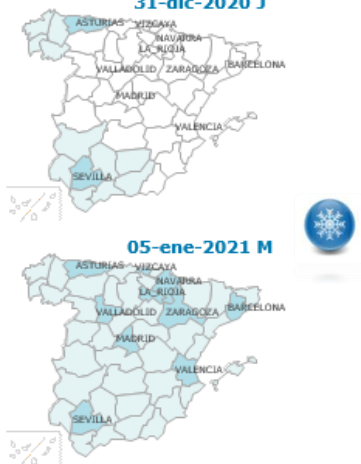 31-dic-2020 J
ASTURIAS VIZCAYA
NAVARRA
LA RIOJA
VALLADOLID ZARAGOZA BARCELONA
MADRID
VALENCIA
SEVILLA
05-ene-2021 M
ASTURIAS VIZCAYA
NAVARRA
LA RIOJA
VALLADOLID ZARAGOZA BARCELONA
MADRID
VALENCIA
SEVILLA